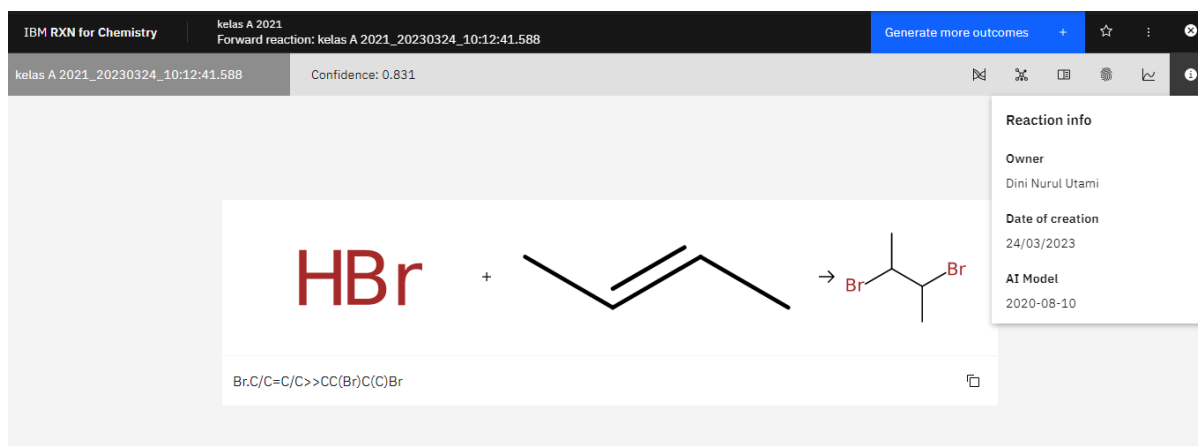 IBM RXN for Chemistry
kelas A 2021
Forward reaction: kelas A 2021_20230324_10:12:41.588
Generate more outcomes +
kelas A 2021_20230324_10:12:41.588
Confidence: 0.831
Reaction info
Owner
Dini Nurul Utami
Date of creation
24/03/2023
AI Model
2020-08-10
HBr + → Br Br
Br.C/C=C/C>>CC(Br)C(C)Br